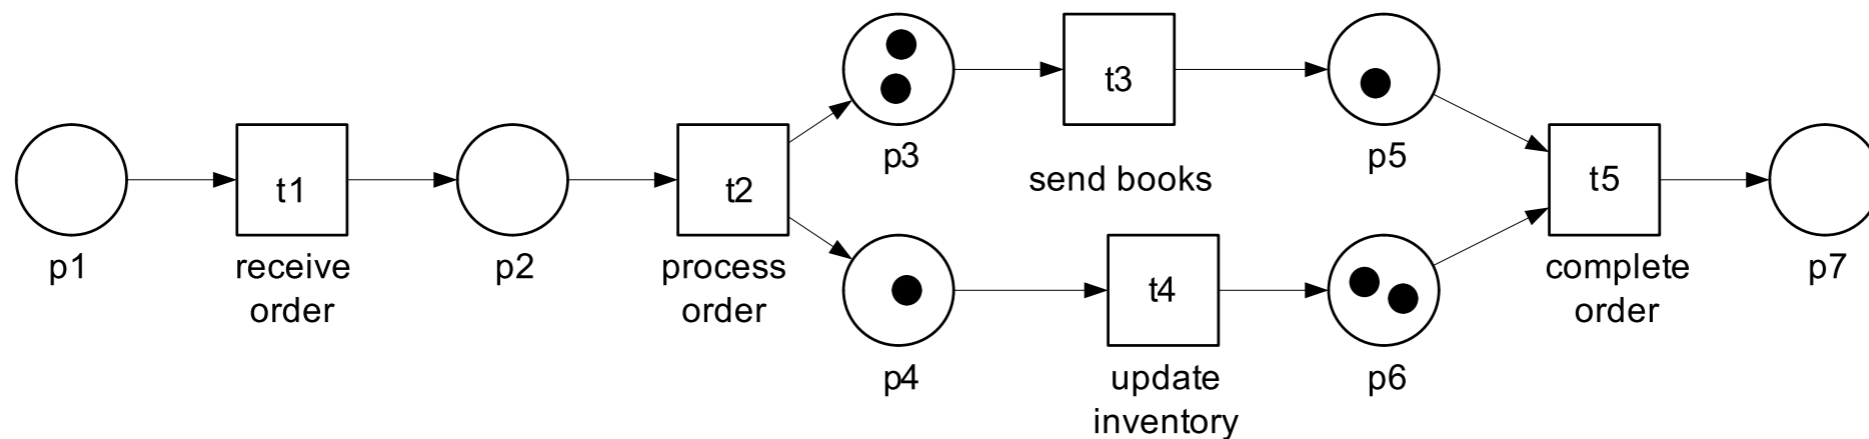 p1
t1
receive
order
p2
t2
process
order
p3
t3
send books
p4
t4
update
inventory
p5
p6
t5
complete
order
p7